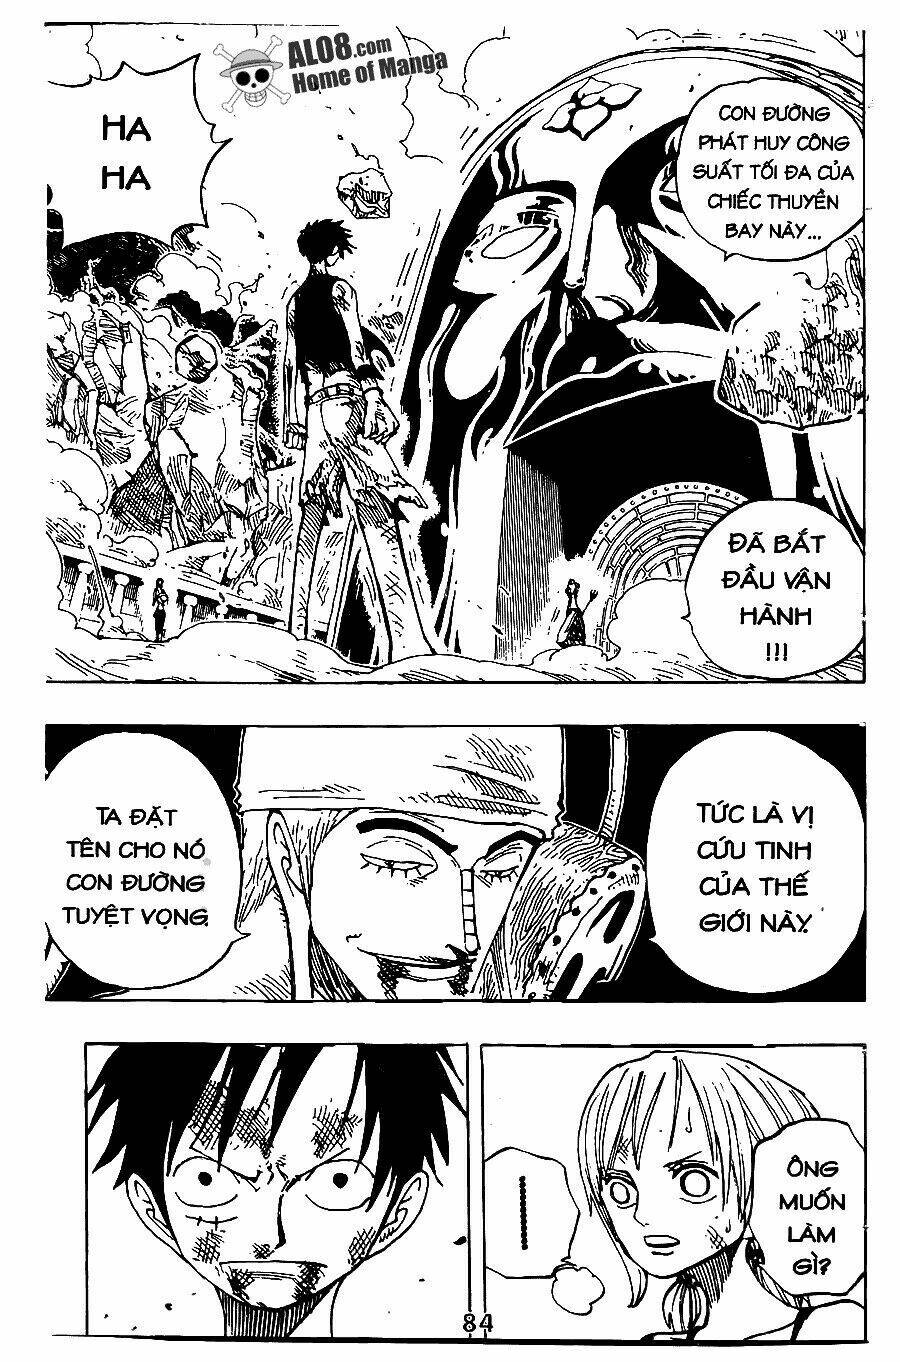 ALO8.com
Home of Manga
CON ĐƯỜNG
PHÁT HUY CÔNG
SUẤT TỐI ĐA CỦA
CHIẾC THUYỀN
BAY NÀY...
HA
HA
ĐÃ BẮT
ĐẦU VẬN
HÀNH
!!!
TỨC LÀ VỊ
CỨU TINH
CỦA THẾ
GIỚI NÀY.
TA ĐẶT
TÊN CHO NÓ
CON ĐƯỜNG
TUYỆT VỌNG
ÔNG
MUỐN
LÀM
GÌ?
..........
84